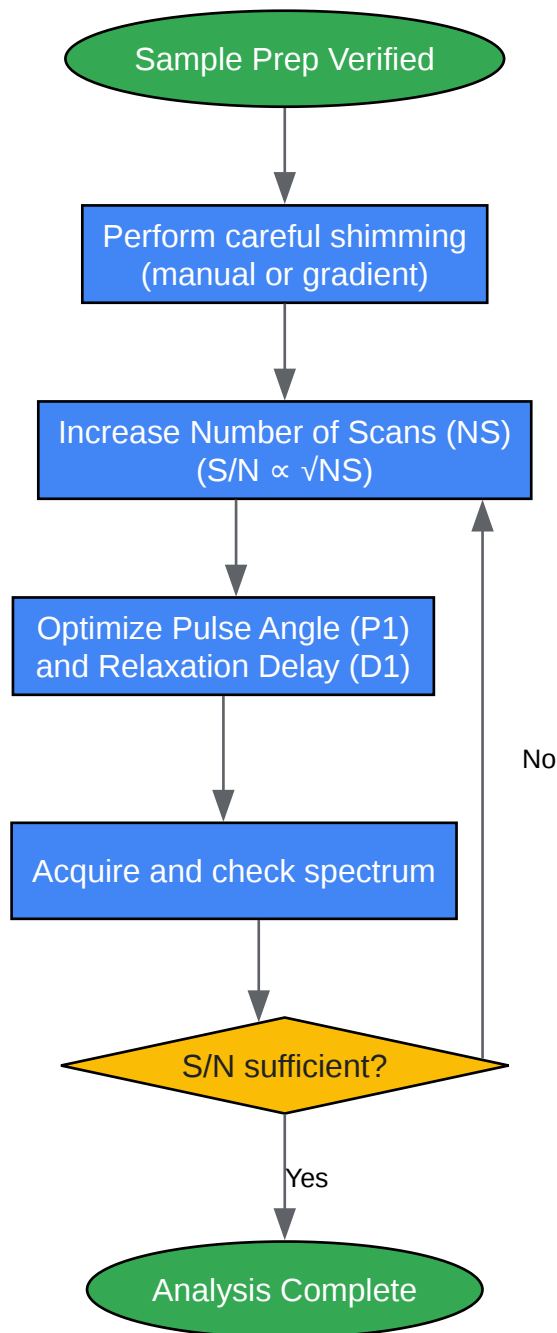 Sample Prep Verified
Perform careful shimming
(manual or gradient)
Increase Number of Scans (NS)
(S/N ∝ √NS)
Optimize Pulse Angle (P1)
and Relaxation Delay (D1)
No
Acquire and check spectrum
S/N sufficient?
Yes
Analysis Complete